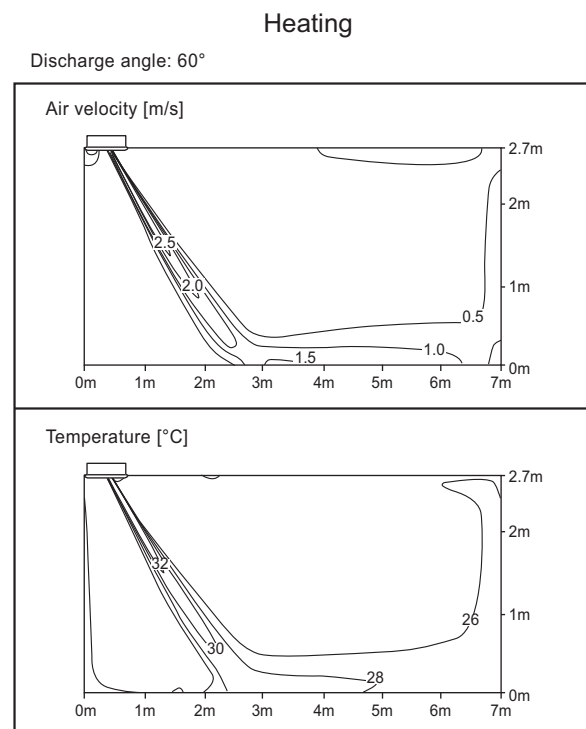 Heating
Discharge angle: 60°
Air velocity [m/s]
2.7m
2m
2.5
2.0
1m
0.5
1.0
1.5
0m
0m 1m 2m 3m 4m 5m 6m 7m
Temperature [°C]
2.7m
2m
32
1m
26
30
28
0m
0m 1m 2m 3m 4m 5m 6m 7m